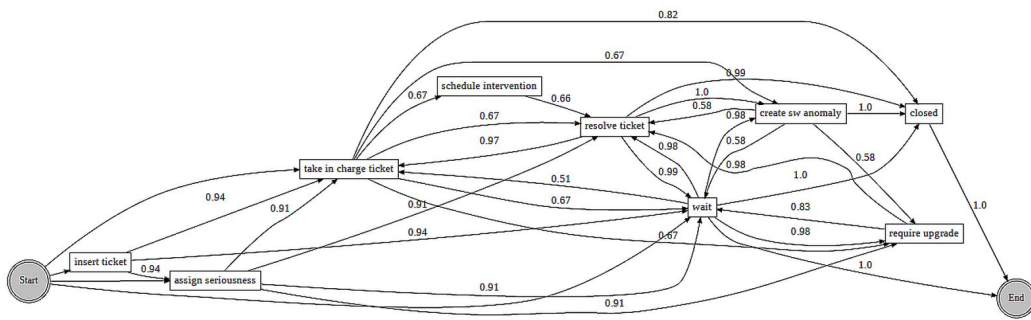 0.82
0.67
schedule intervention
0.99
0.67
0.66
1.0
0.58
create sw anomaly
1.0
closed
0.67
resolve ticket
0.98
0.97
0.98
0.58
0.58
take in charge ticket
0.99
0.98
1.0
0.94
0.51
0.91
0.91
0.67
wait
0.83
0.94
0.67
0.98
require upgrade
1.0
insert ticket
0.94
1.0
Start
assign seriousness
0.91
0.91
End